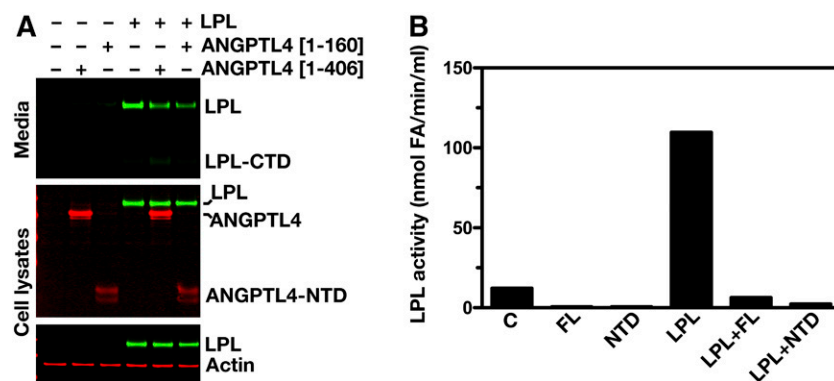 A
– – – + + + LPL
– – + – – + ANGPTL4 [1-160]
– + – – + – ANGPTL4 [1-406]
Media
LPL
LPL-CTD
Cell lysates
LPL
ANGPTL4
ANGPTL4-NTD
LPL
Actin
B
LPL activity (nmol FA/min/ml)
150
100
50
0
C
FL
NTD
LPL
LPL+FL
LPL+NTD